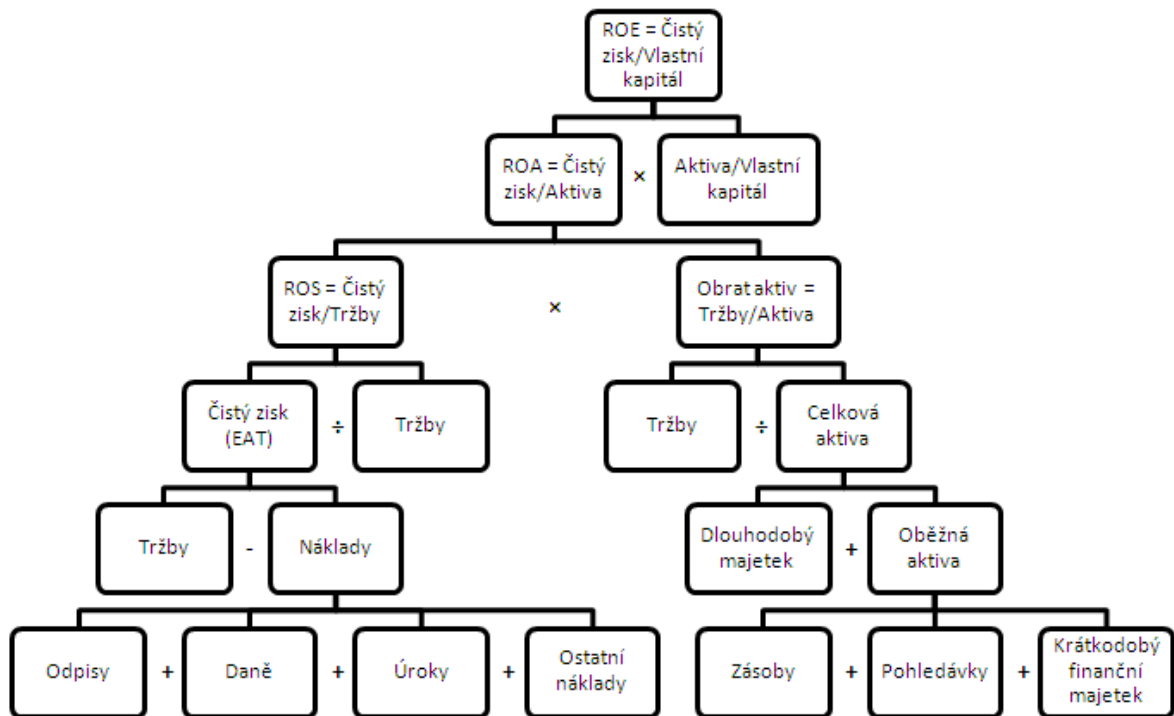 ROE = Čistý
zisk/Vlastní
kapitál
ROA = Čistý
zisk/Aktiva
×
Aktiva/Vlastní
kapitál
ROS = Čistý
zisk/Tržby
×
Obrat aktiv =
Tržby/Aktiva
Čistý zisk
(EAT)
÷
Tržby
Tržby
÷
Celková
aktiva
Tržby
-
Náklady
Dlouhodobý
majetek
+
Oběžná
aktiva
Odpisy
+
Daně
+
Úroky
+
Ostatní
náklady
Zásoby
+
Pohledávky
+
Krátkodobý
finanční
majetek